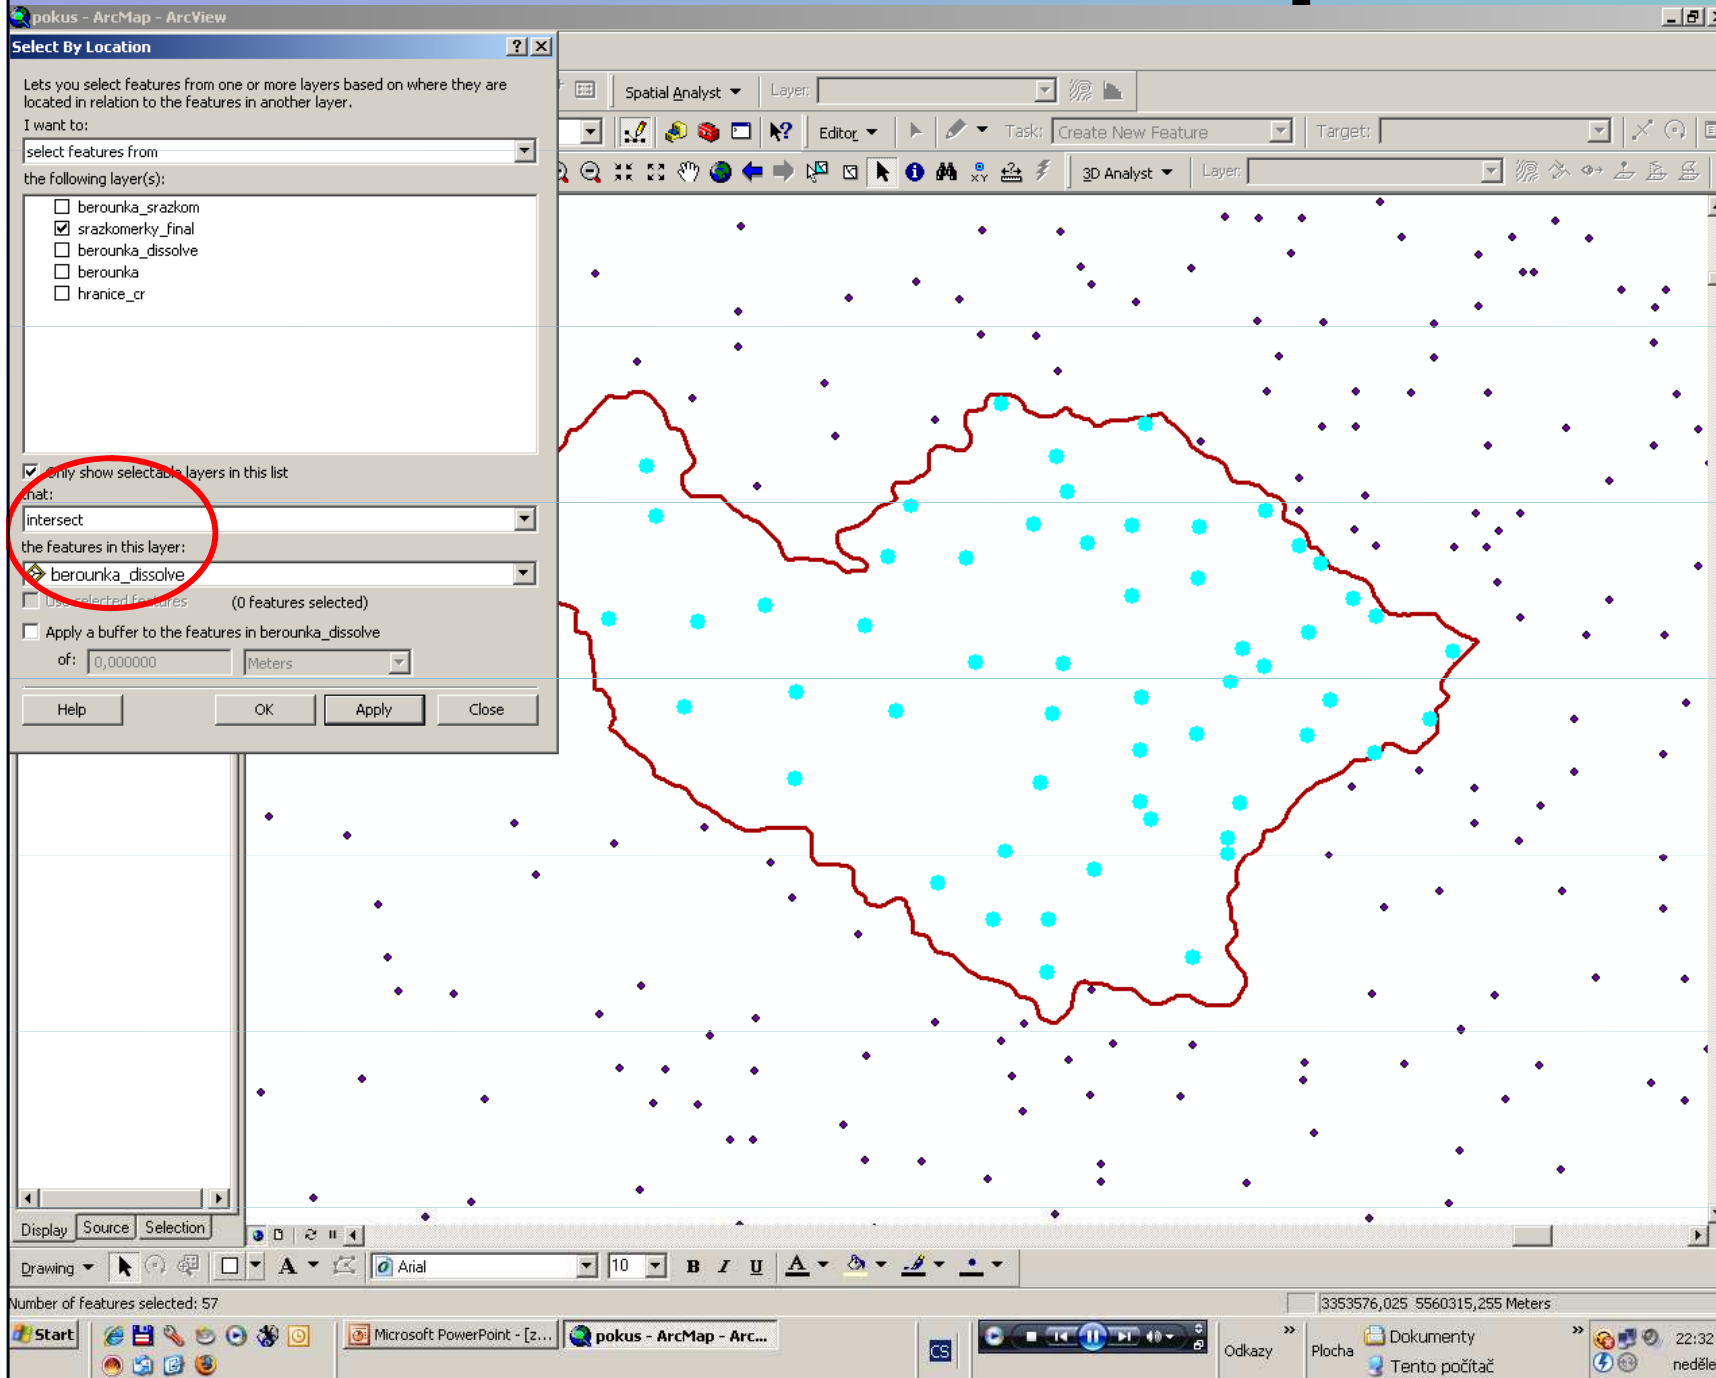 pokus - ArcMap - ArcView
Select By Location
Lets you select features from one or more layers based on where they are
located in relation to the features in another layer.
I want to:
select features from
the following layer(s):
berounka_srazkom
srazkomerky_final
berounka_dissolve
berounka
hranice_cr
Only show selectable layers in this list
that:
intersect
the features in this layer:
berounka_dissolve
Use selected features (0 features selected)
Apply a buffer to the features in berounka_dissolve
of: 0,000000 Meters
Help OK Apply Close
Spatial Analyst Layer:
Editor Task: Create New Feature Target:
3D Analyst Layer:
Display Source Selection
Drawing A Arial 10 B I U A
Number of features selected: 57
3353576,025 5560315,255 Meters
Start
Microsoft PowerPoint - [z...
pokus - ArcMap - Arc...
CS
Odkazy
Plocha
Dokumenty
Tento počítač
22:32
neděle